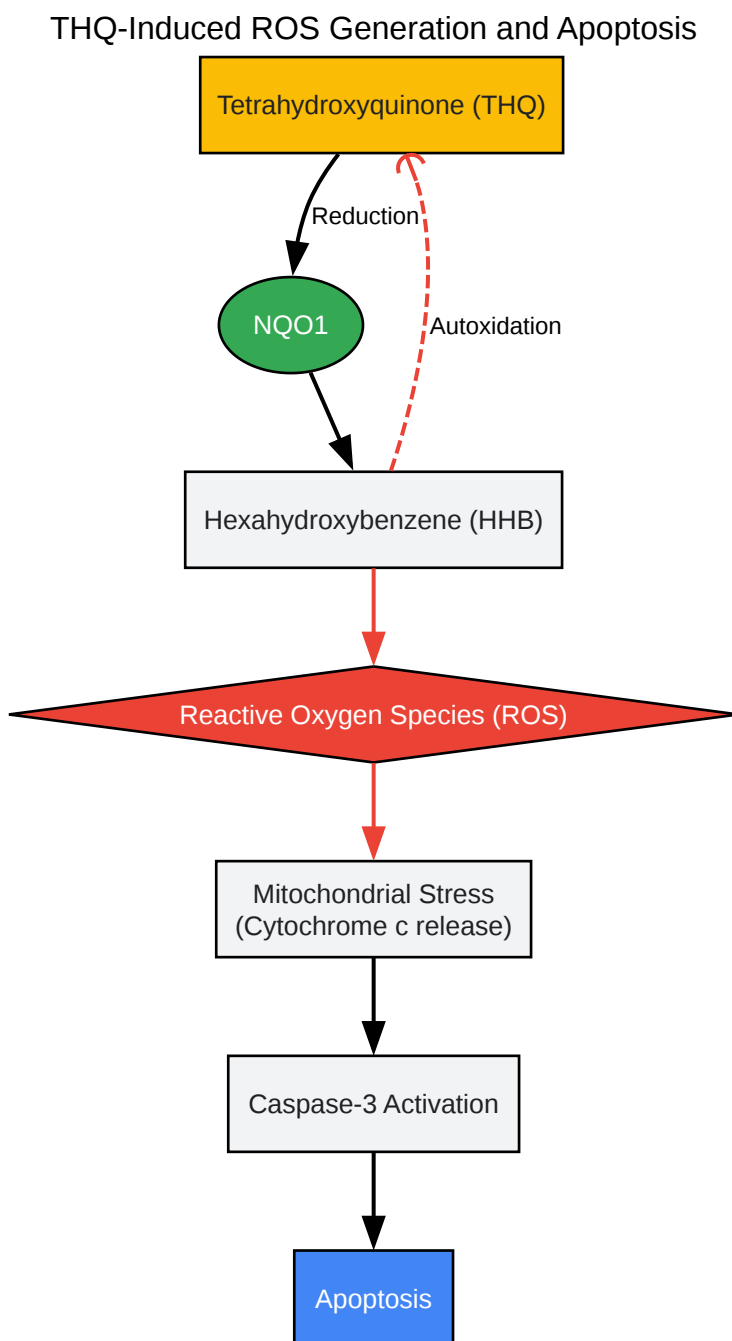 THQ-Induced ROS Generation and Apoptosis
Tetrahydroxyquinone (THQ)
Reduction
NQO1
Autoxidation
Hexahydroxybenzene (HHB)
Reactive Oxygen Species (ROS)
Mitochondrial Stress
(Cytochrome c release)
Caspase-3 Activation
Apoptosis